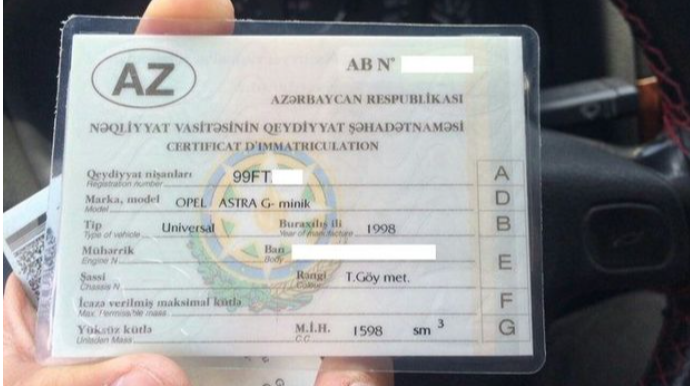 AZ
AB N°
AZƏRBAYCAN RESPUBLİKASI
NƏQLİYYAT VASİTƏSİNİN QEYDİYYAT ŞƏHADƏTNAMƏSİ
CERTIFICAT D'IMMATRICULATION
Qeydiyyat nişanları 99FT A
Registration number
Marka, model OPEL ASTRA G- minik D
Model
Tip Universal Buraxılış ili 1998 B
Type of vehicle Year of manufacture
Mühərrik Ban E
Engine N Body
Şassi Rəngi T.Göy met.
Chassis N Colour
İcazə verilmiş maksimal kütlə F
Max. Permissible mass
Yüksüz kütlə M.İ.H. 1598 sm 3 G
Unladen Mass C.C